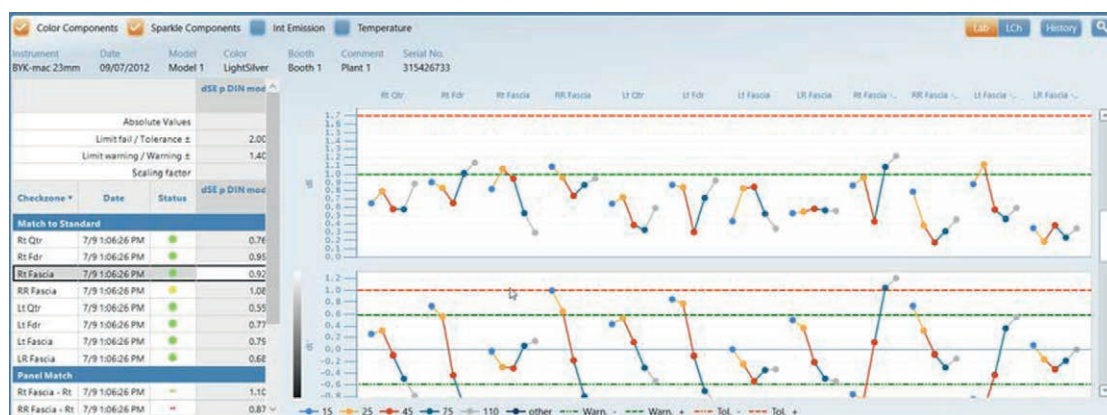 Color Components Sparkle Components Int Emission Temperature Lab LCh History
Instrument Date Model Color Booth Comment Serial No.
BYK-mac 23mm 09/07/2012 Model 1 LightSilver Booth 1 Plant 1 315426733
dSE p DIN mod
Absolute Values
Limit fail / Tolerance ± 2.00
Limit warning / Warning ± 1.40
Scaling factor
Checkzone Date Status dSE p DIN mod
Match to Standard
Rt Qtr 7/9 1:06:26 PM 0.76
Rt Fdr 7/9 1:06:26 PM 0.95
Rt Fascia 7/9 1:06:26 PM 0.92
RR Fascia 7/9 1:06:26 PM 1.08
Lt Qtr 7/9 1:06:26 PM 0.55
Lt Fdr 7/9 1:06:26 PM 0.77
Lt Fascia 7/9 1:06:26 PM 0.75
LR Fascia 7/9 1:06:26 PM 0.68
Panel Match
Rt Fascia - Rt 7/9 1:06:26 PM 1.10
RR Fascia - Rt 7/9 1:06:26 PM 0.87
Rt Qtr Rt Fdr Rt Fascia RR Fascia Lt Qtr Lt Fdr Lt Fascia LR Fascia Rt Fascia -... RR Fascia -... Lt Fascia -... LR Fascia -...
1.7
1.6
1.5
1.4
1.3
1.2
1.1
1.0
0.9
0.8
0.7
0.6
0.5
0.4
0.3
0.2
0.1
0.0
dE
1.2
1.0
0.8
0.6
0.4
0.2
0.0
-0.2
-0.4
-0.6
-0.8
15 25 45 75 110 other Warn. - Warn. + Tol. - Tol. +